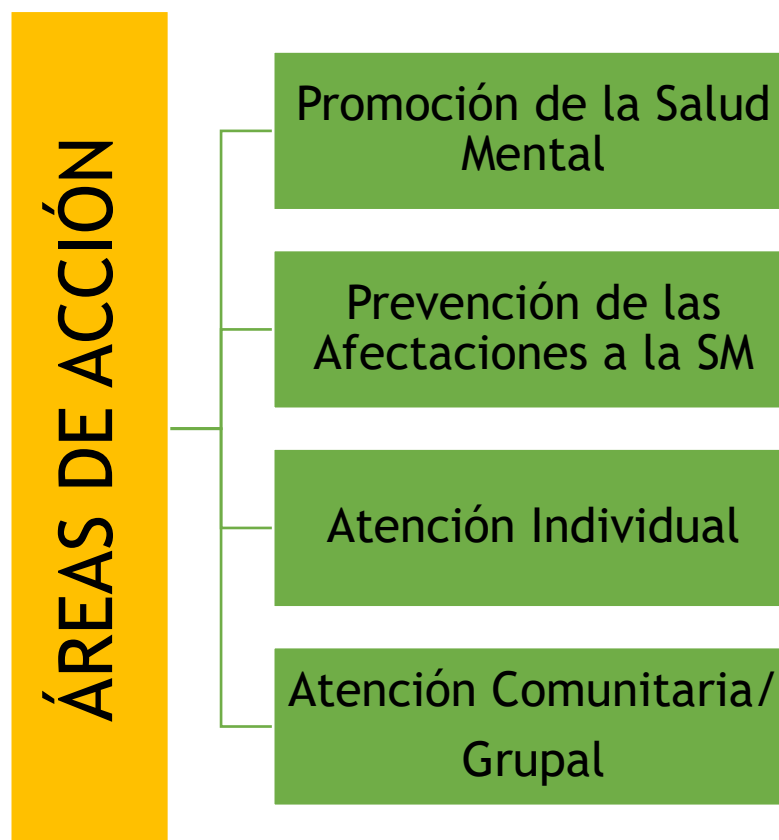 ÁREAS DE ACCIÓN
Promoción de la Salud
Mental
Prevención de las
Afectaciones a la SM
Atención Individual
Atención Comunitaria/
Grupal